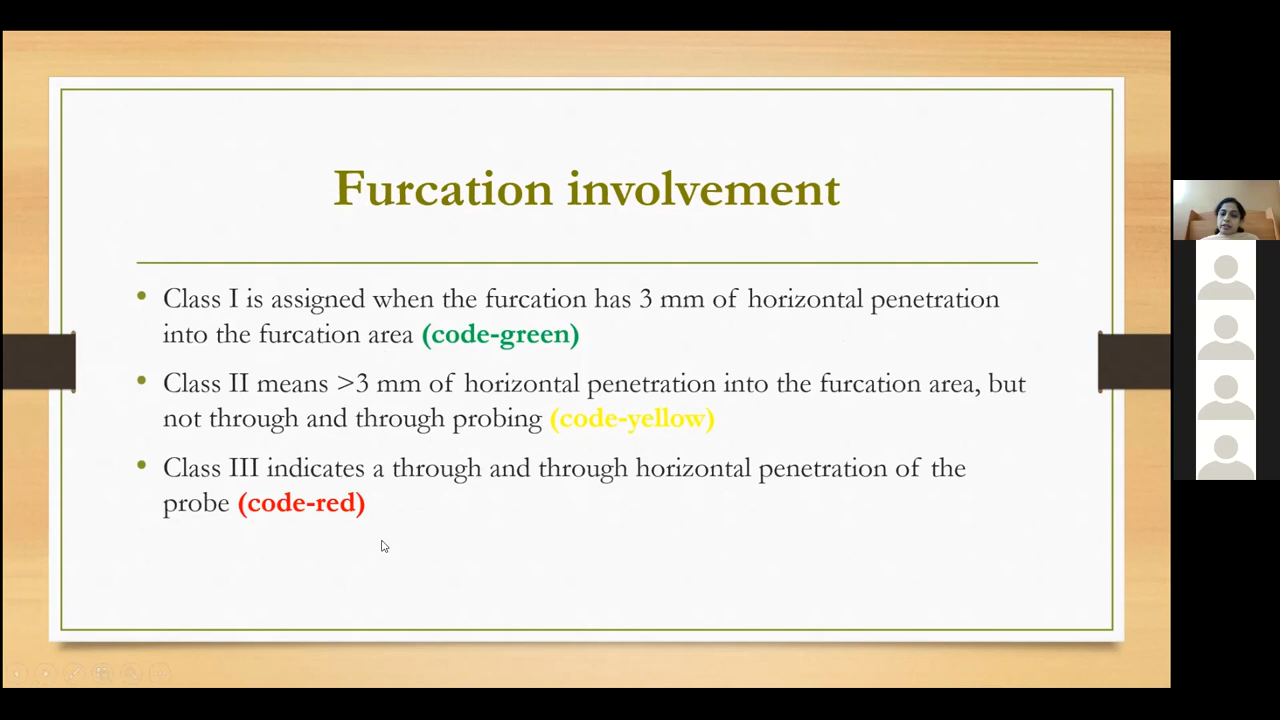 Furcation involvement
Class I is assigned when the furcation has 3 mm of horizontal penetration
into the furcation area (code-green)
Class II means >3 mm of horizontal penetration into the furcation area, but
not through and through probing (code-yellow)
Class III indicates a through and through horizontal penetration of the
probe (code-red)